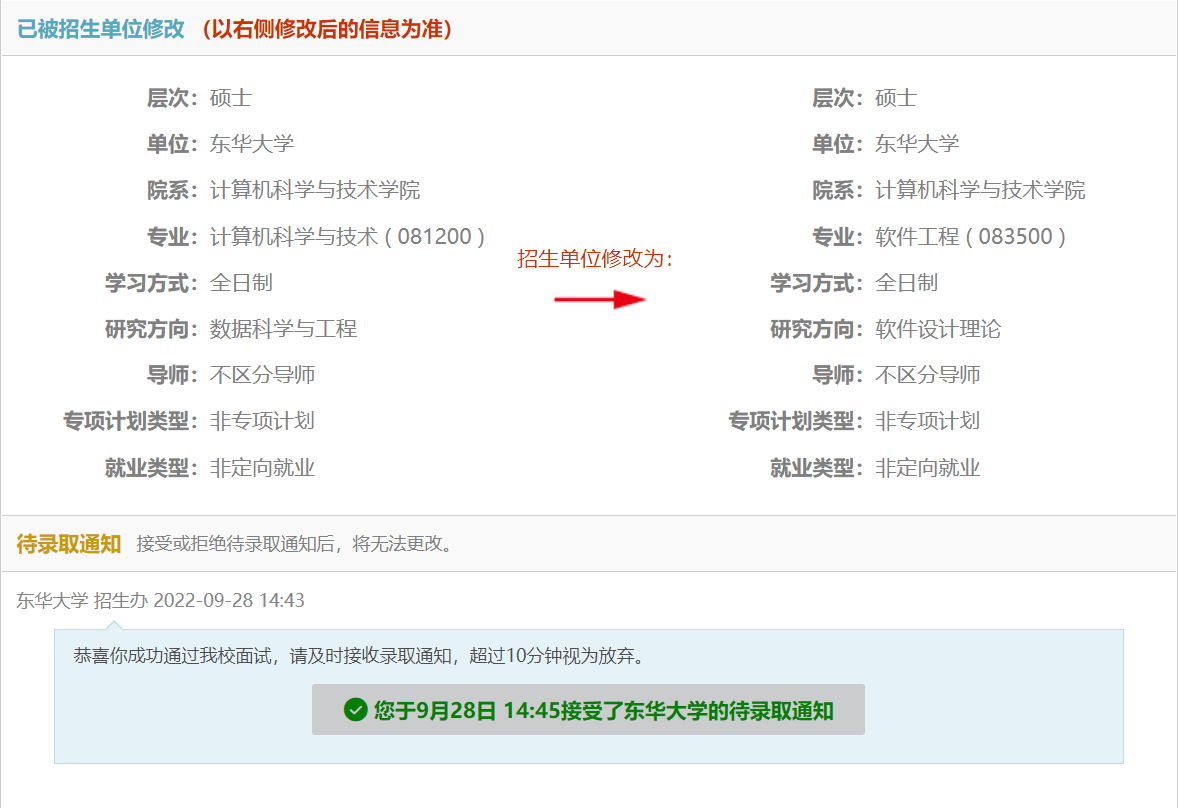 已被招生单位修改 （以右侧修改后的信息为准）
层次： 硕士
单位： 东华大学
院系： 计算机科学与技术学院
专业： 计算机科学与技术 ( 081200 )
学习方式： 全日制
研究方向： 数据科学与工程
导师： 不区分导师
专项计划类型： 非专项计划
就业类型： 非定向就业
招生单位修改为：
层次： 硕士
单位： 东华大学
院系： 计算机科学与技术学院
专业： 软件工程 ( 083500 )
学习方式： 全日制
研究方向： 软件设计理论
导师： 不区分导师
专项计划类型： 非专项计划
就业类型： 非定向就业
待录取通知 接受或拒绝待录取通知后，将无法更改。
东华大学 招生办 2022-09-28 14:43
恭喜你成功通过我校面试，请及时接收录取通知，超过10分钟视为放弃。
您于9月28日 14:45接受了东华大学的待录取通知